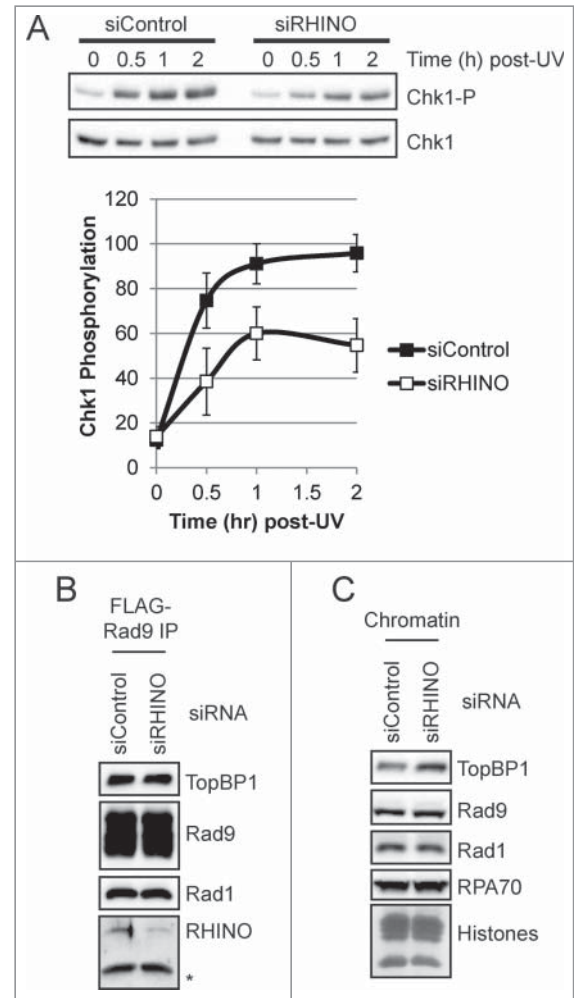 A
siControl siRHINO
0 0.5 1 2 0 0.5 1 2 Time (h) post-UV
Chk1-P
Chk1
120
100
80
60
40
20
0
Chk1 Phosphorylation
siControl
siRHINO
0 0.5 1 1.5 2
Time (hr) post-UV
B
FLAG-
Rad9 IP
siControl
siRHINO
siRNA
TopBP1
Rad9
Rad1
RHINO
*
C
Chromatin
siControl
siRHINO
siRNA
TopBP1
Rad9
Rad1
RPA70
Histones